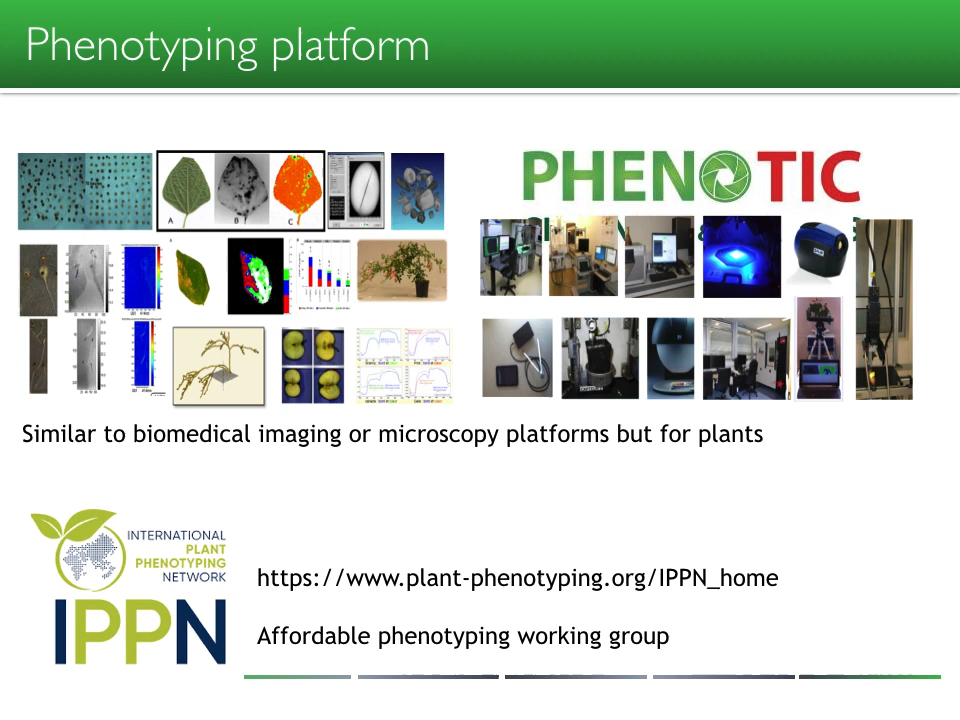 Phenotyping platform
PHENOTIC
A B C
Similar to biomedical imaging or microscopy platforms but for plants
INTERNATIONAL
PLANT
PHENOTYPING
NETWORK
IPPN
https://www.plant-phenotyping.org/IPPN_home
Affordable phenotyping working group